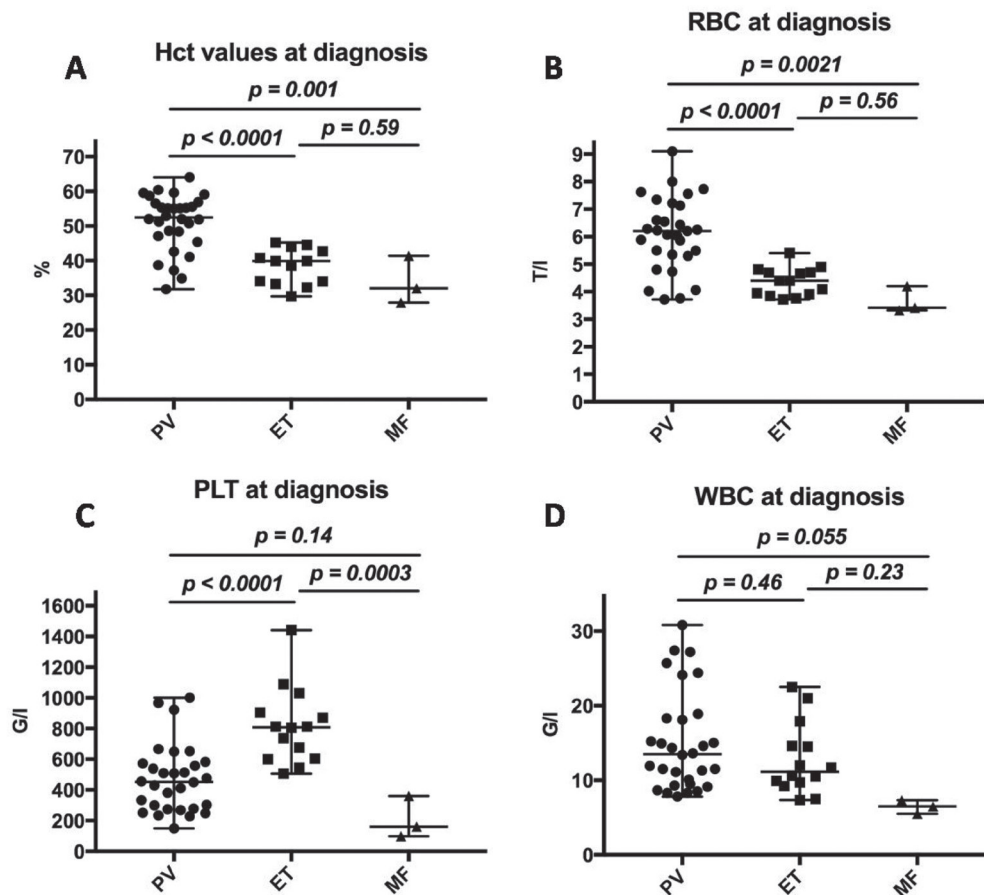 A
Hct values at diagnosis
p = 0.001
p < 0.0001
p = 0.59
70
60
50
40
30
20
10
0
%
PV
ET
MF
B
RBC at diagnosis
p = 0.0021
p < 0.0001
p = 0.56
9
8
7
6
5
4
3
2
1
0
T/l
PV
ET
MF
C
PLT at diagnosis
p = 0.14
p < 0.0001
p = 0.0003
1600
1400
1200
1000
800
600
400
200
0
G/l
PV
ET
MF
D
WBC at diagnosis
p = 0.055
p = 0.46
p = 0.23
30
20
10
0
G/l
PV
ET
MF